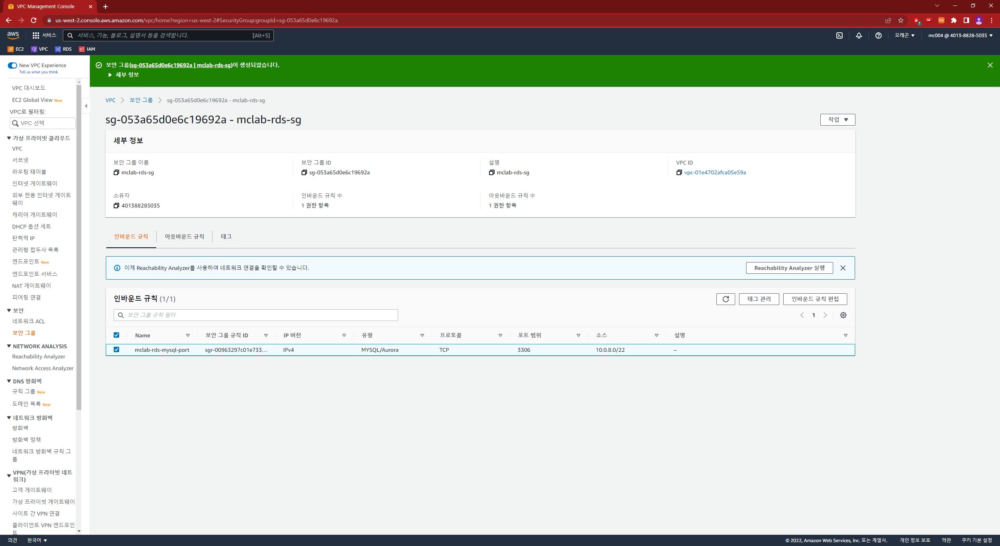 VPC Management Console
us-west-2.console.aws.amazon.com/vpc/home?region=us-west-2#SecurityGroup:groupId=sg-053a65d0e6c19692a
1
EX
aws
서비스
서비스, 기능, 블로그, 설명서 등을 검색합니다.
[Alt+S]
오레곤
mc004 @ 4013-8828-5035
EC2
VPC
RDS
IAM
New VPC Experience
Tell us what you think
VPC 대시보드
EC2 Global View New
VPC로 필터링:
VPC 선택
가상 프라이빗 클라우드
VPC
서브넷
라우팅 테이블
인터넷 게이트웨이
외부 전용 인터넷 게이트
웨이
캐리어 게이트웨이
DHCP 옵션 세트
탄력적 IP
관리형 접두사 목록
엔드포인트 New
엔드포인트 서비스
NAT 게이트웨이
피어링 연결
보안
네트워크 ACL
보안 그룹
NETWORK ANALYSIS
Reachability Analyzer
Network Access Analyzer
DNS 방화벽
규칙 그룹 New
도메인 목록 New
네트워크 방화벽
방화벽
방화벽 정책
네트워크 방화벽 규칙 그
룹
VPN(가상 프라이빗 네트
워크)
고객 게이트웨이
가상 프라이빗 게이트웨이
사이트 간 VPN 연결
클라이언트 VPN 엔드포인
트
보안 그룹(sg-053a65d0e6c19692a | mclab-rds-sg)이 생성되었습니다.
세부 정보
VPC
보안 그룹
sg-053a65d0e6c19692a - mclab-rds-sg
sg-053a65d0e6c19692a - mclab-rds-sg
작업
세부 정보
보안 그룹 이름
mclab-rds-sg
보안 그룹 ID
sg-053a65d0e6c19692a
설명
mclab-rds-sg
VPC ID
vpc-01e4702afca05e59a
소유자
401388285035
인바운드 규칙 수
1 권한 항목
아웃바운드 규칙 수
1 권한 항목
인바운드 규칙
아웃바운드 규칙
태그
이제 Reachability Analyzer를 사용하여 네트워크 연결을 확인할 수 있습니다.
Reachability Analyzer 실행
인바운드 규칙 (1/1)
태그 관리
인바운드 규칙 편집
보안 그룹 규칙 필터
1
Name
보안 그룹 규칙 ID
IP 버전
유형
프로토콜
포트 범위
소스
설명
mclab-rds-mysql-port
sgr-00963297c01e733...
IPv4
MYSQL/Aurora
TCP
3306
10.0.8.0/22
–
의견
한국어
© 2022, Amazon Web Services, Inc. 또는 계열사.
개인 정보 보호
약관
쿠키 기본 설정